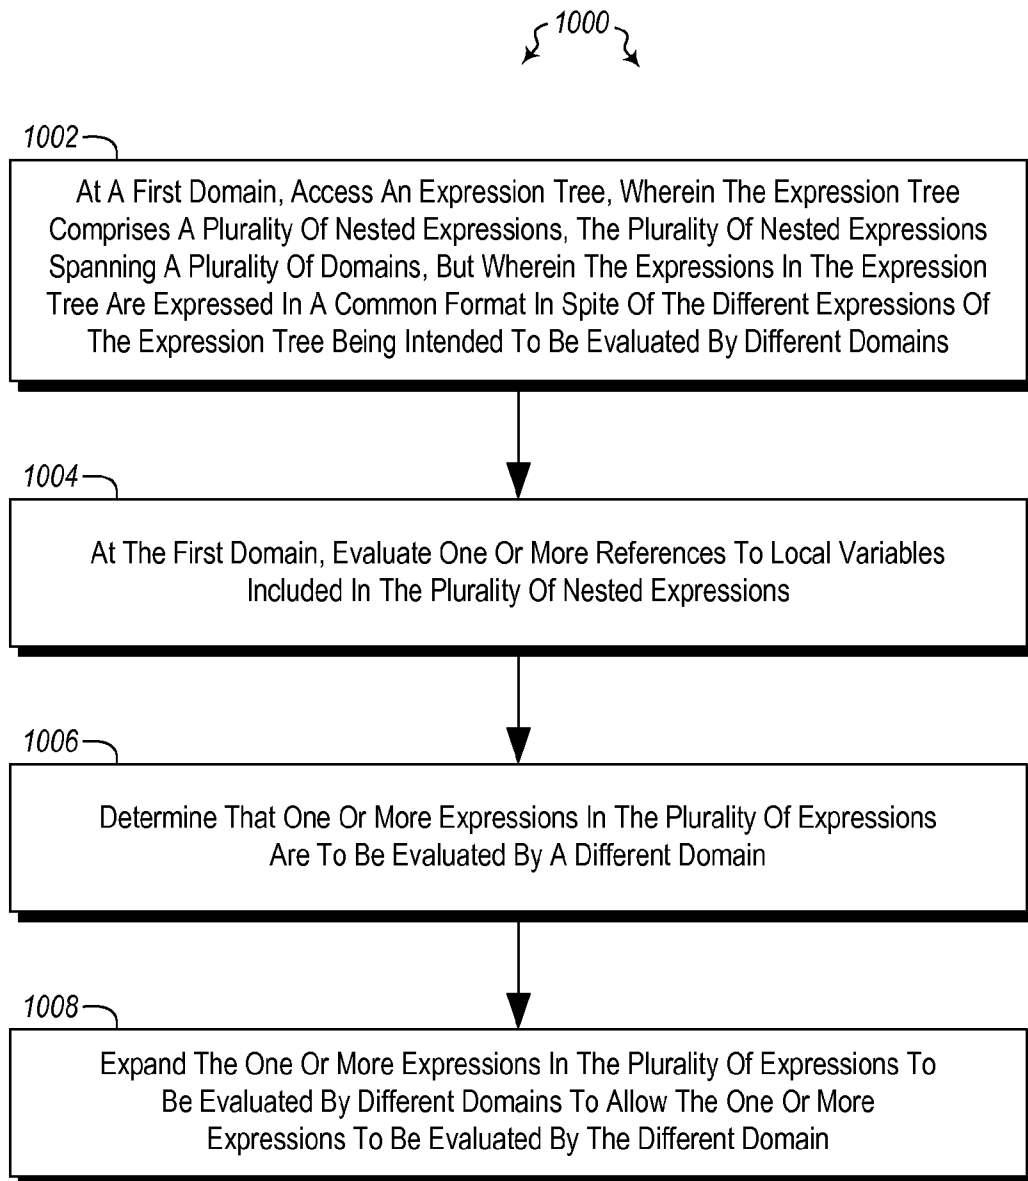 1000
1002
At A First Domain, Access An Expression Tree, Wherein The Expression Tree
Comprises A Plurality Of Nested Expressions, The Plurality Of Nested Expressions
Spanning A Plurality Of Domains, But Wherein The Expressions In The Expression
Tree Are Expressed In A Common Format In Spite Of The Different Expressions Of
The Expression Tree Being Intended To Be Evaluated By Different Domains
1004
At The First Domain, Evaluate One Or More References To Local Variables
Included In The Plurality Of Nested Expressions
1006
Determine That One Or More Expressions In The Plurality Of Expressions
Are To Be Evaluated By A Different Domain
1008
Expand The One Or More Expressions In The Plurality Of Expressions To
Be Evaluated By Different Domains To Allow The One Or More
Expressions To Be Evaluated By The Different Domain